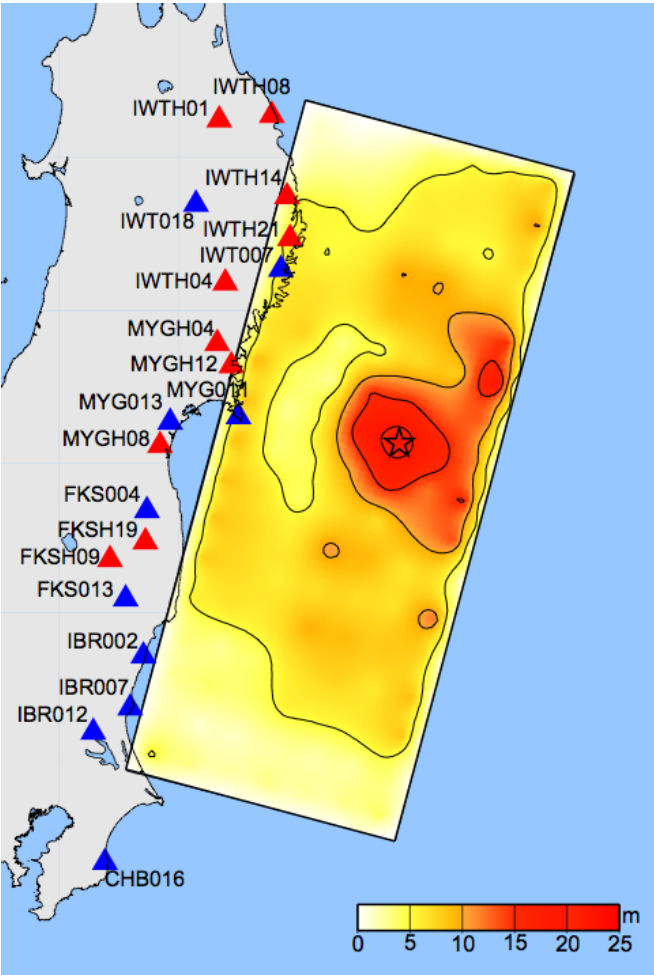 IWTH08
IWTH01
IWTH14
IWT018
IWTH21
IWT007
IWTH04
MYGH04
MYGH12
MYG011
MYG013
MYGH08
FKS004
FKSH19
FKSH09
FKS013
IBR002
IBR007
IBR012
CHB016
m
0 5 10 15 20 25